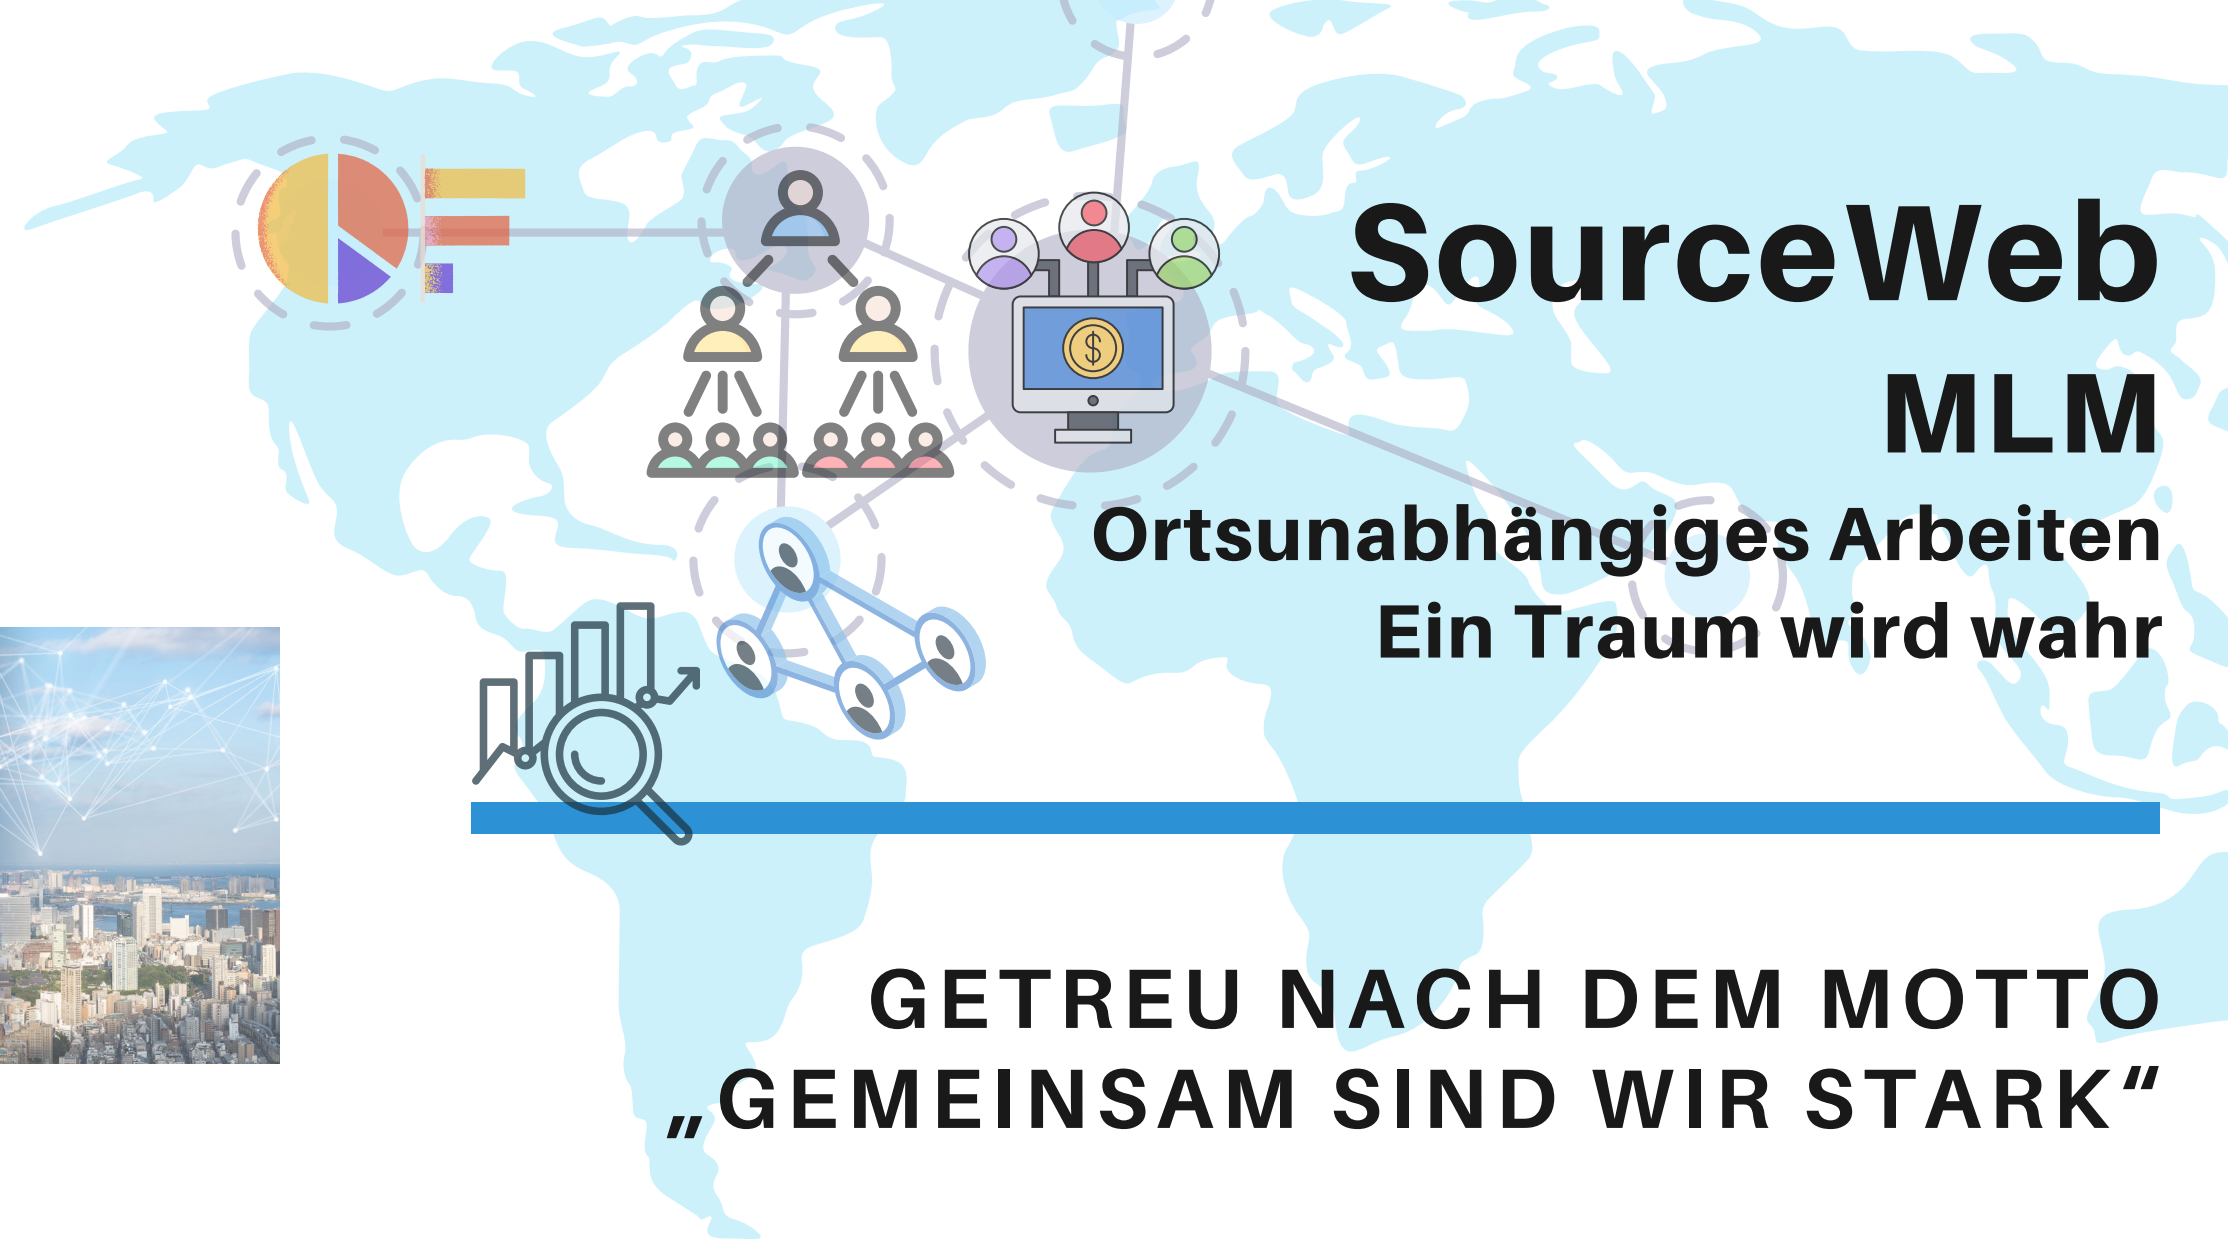 SourceWeb
MLM
Ortsunabhängiges Arbeiten
Ein Traum wird wahr
$
GETREU NACH DEM MOTTO
„GEMEINSAM SIND WIR STARK“